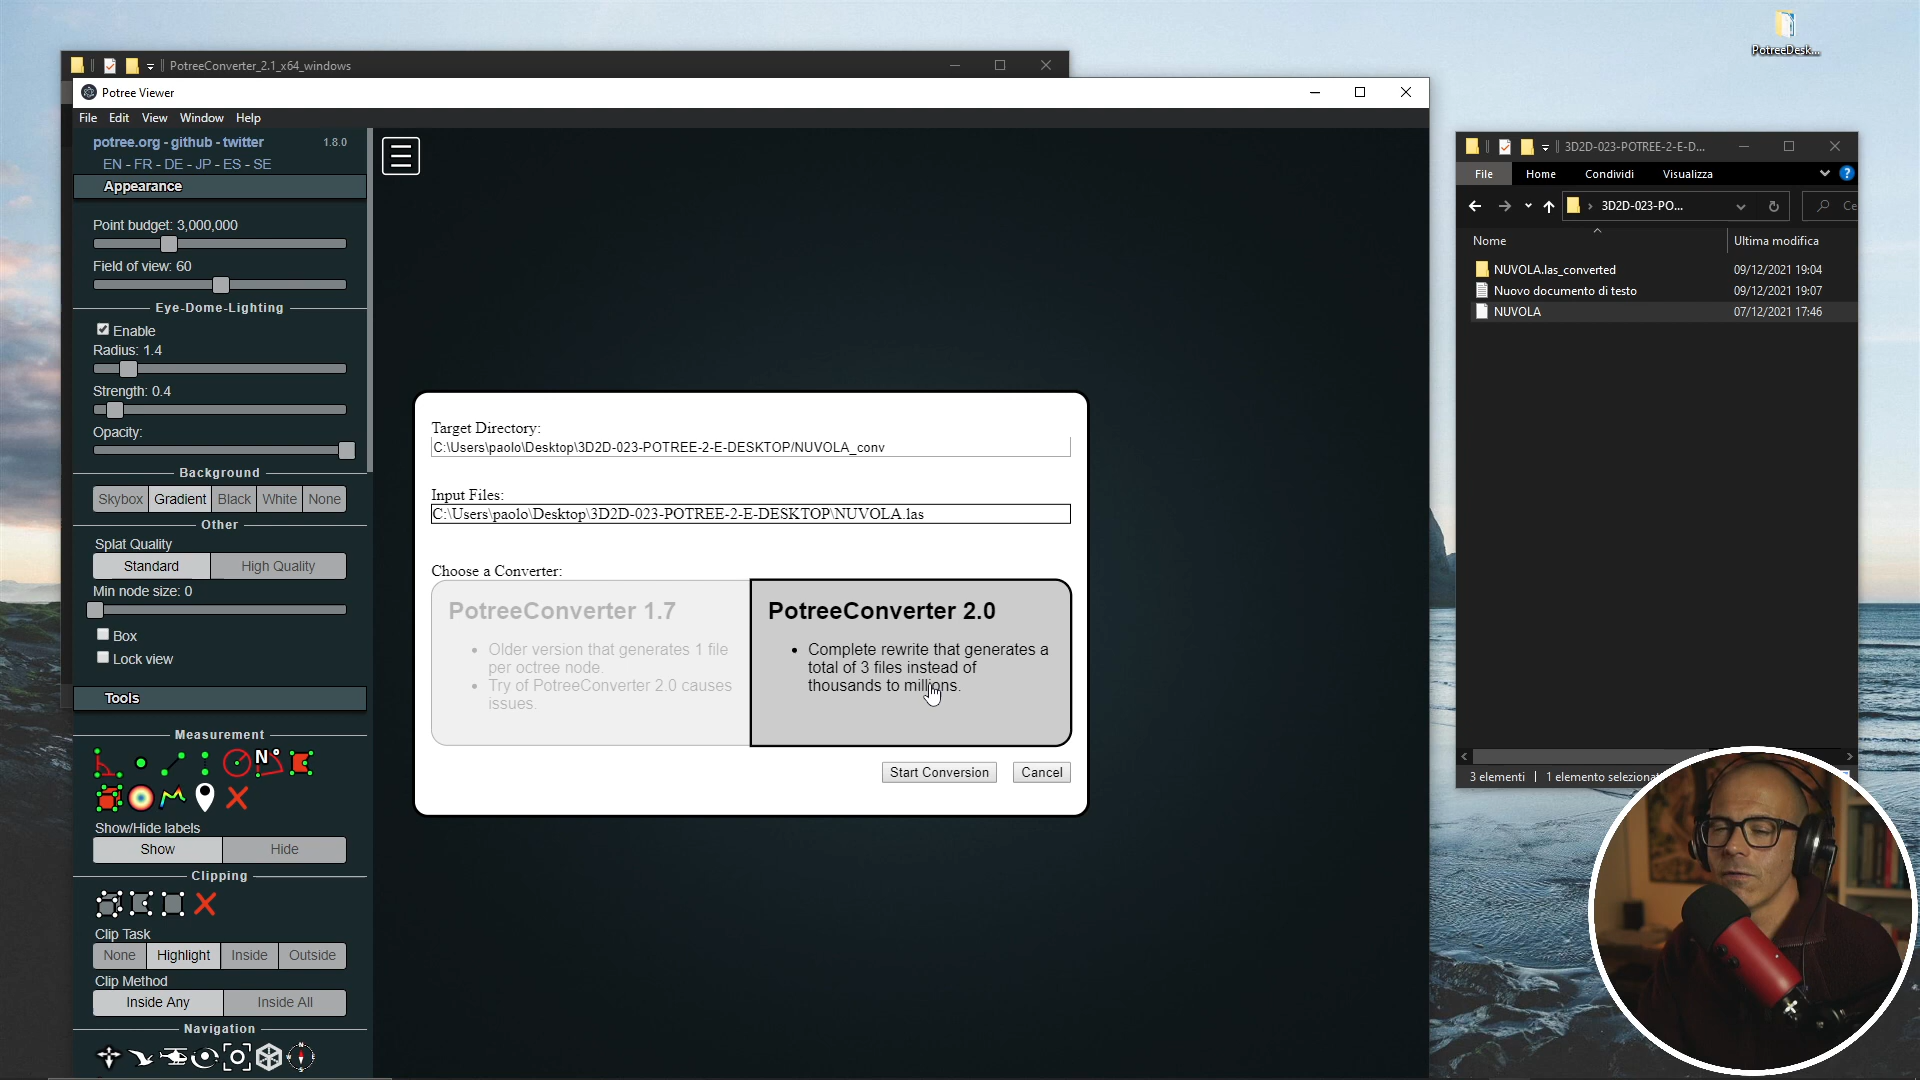 PotreeDesk...
PotreeConverter_2.1_x64_windows
Potree Viewer
File Edit View Window Help
potree.org - github - twitter 1.8.0
EN - FR - DE - JP - ES - SE
Appearance
Point budget: 3,000,000
Field of view: 60
Eye-Dome-Lighting
Enable
Radius: 1.4
Strength: 0.4
Opacity:
Background
Skybox Gradient Black White None
Other
Splat Quality
Standard High Quality
Min node size: 0
Box
Lock view
Tools
Measurement
N°
Show/Hide labels
Show Hide
Clipping
Clip Task
None Highlight Inside Outside
Clip Method
Inside Any Inside All
Navigation
Target Directory:
C:\Users\paolo\Desktop\3D2D-023-POTREE-2-E-DESKTOP/NUVOLA_conv
Input Files:
C:\Users\paolo\Desktop\3D2D-023-POTREE-2-E-DESKTOP\NUVOLA.las
Choose a Converter:
PotreeConverter 1.7
• Older version that generates 1 file
per octree node.
• Try of PotreeConverter 2.0 causes
issues.
PotreeConverter 2.0
• Complete rewrite that generates a
total of 3 files instead of
thousands to millions.
Start Conversion Cancel
3D2D-023-POTREE-2-E-D...
File Home Condividi Visualizza
3D2D-023-PO... Ce
Nome Ultima modifica
NUVOLA.las_converted 09/12/2021 19:04
Nuovo documento di testo 09/12/2021 19:07
NUVOLA 07/12/2021 17:46
3 elementi 1 elemento seleziona